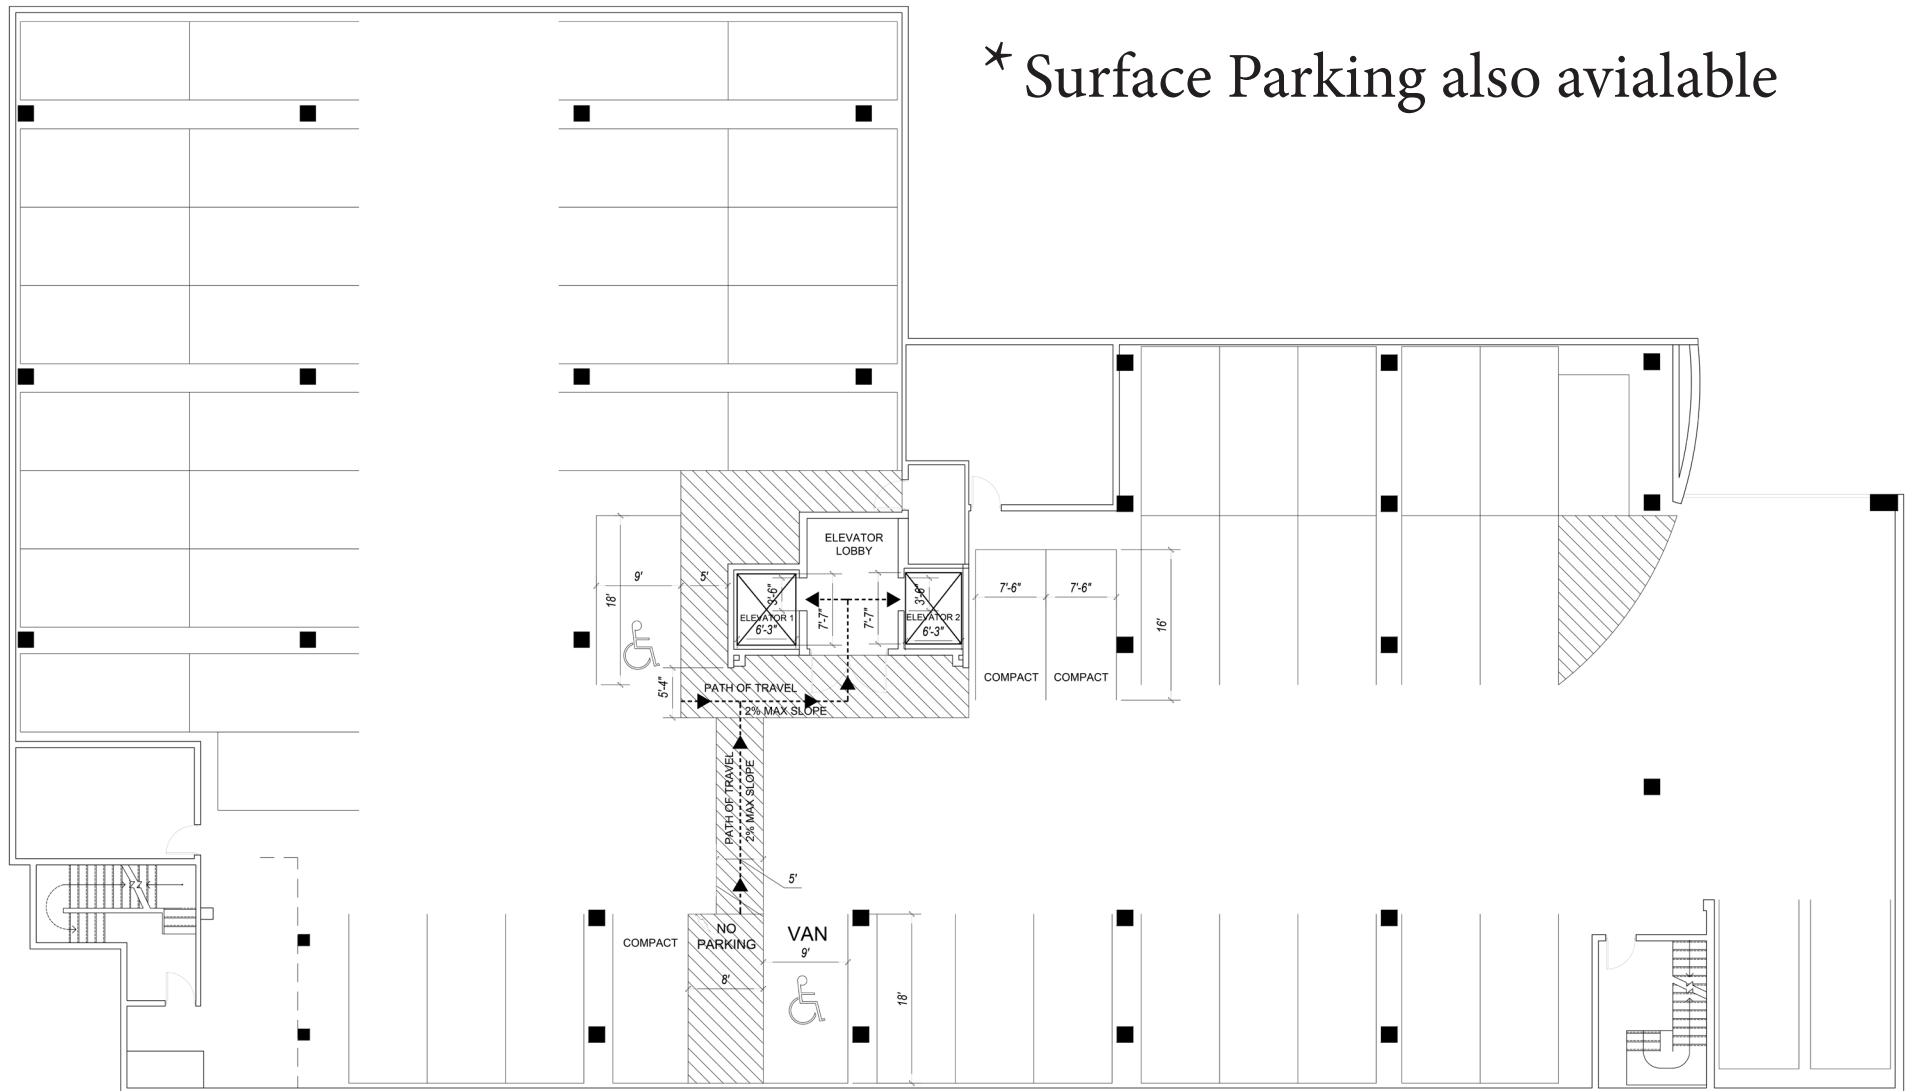 * Surface Parking also avialable
ELEVATOR
LOBBY
9'
5'
18'
3'-6"
7'-7"
ELEVATOR 1
6'-3"
7'-7"
3'-6"
ELEVATOR 2
6'-3"
7'-6"
7'-6"
16'
COMPACT
COMPACT
5'-4"
PATH OF TRAVEL
2% MAX SLOPE
PATH OF TRAVEL
2% MAX SLOPE
5'
COMPACT
NO
PARKING
8'
VAN
9'
18'